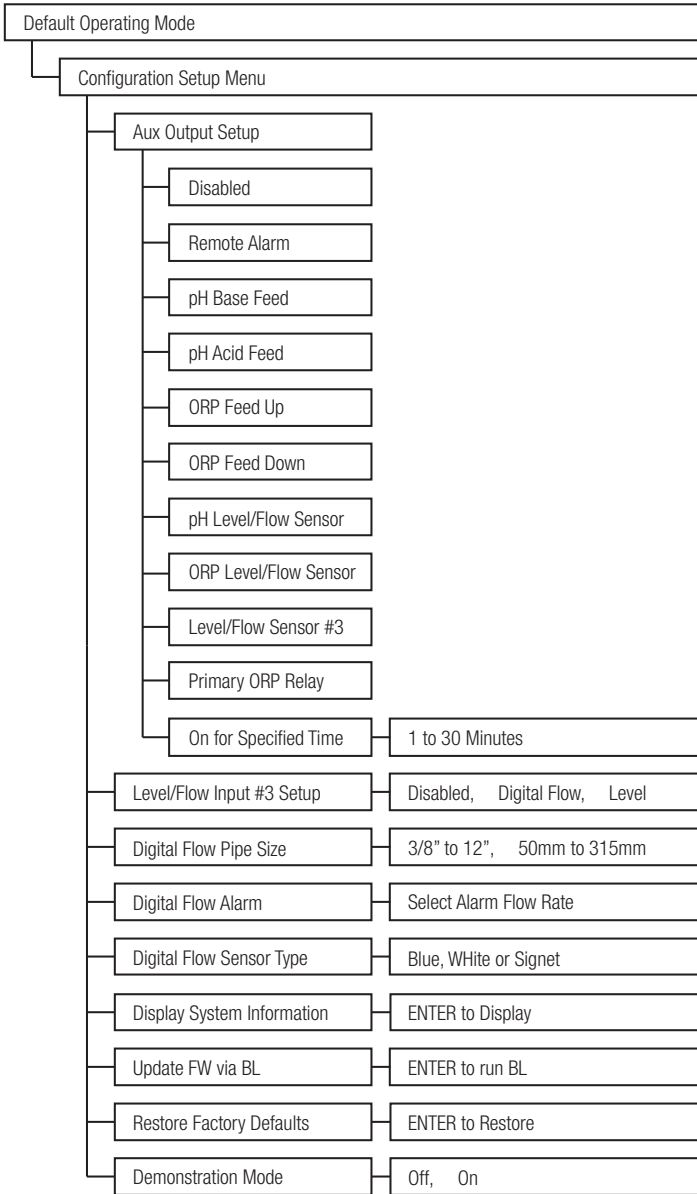 Default Operating Mode
Configuration Setup Menu
Aux Output Setup
Disabled
Remote Alarm
pH Base Feed
pH Acid Feed
ORP Feed Up
ORP Feed Down
pH Level/Flow Sensor
ORP Level/Flow Sensor
Level/Flow Sensor #3
Primary ORP Relay
On for Specified Time 1 to 30 Minutes
Level/Flow Input #3 Setup Disabled, Digital Flow, Level
Digital Flow Pipe Size 3/8” to 12”, 50mm to 315mm
Digital Flow Alarm Select Alarm Flow Rate
Digital Flow Sensor Type Blue, WHite or Signet
Display System Information ENTER to Display
Update FW via BL ENTER to run BL
Restore Factory Defaults ENTER to Restore
Demonstration Mode Off, On